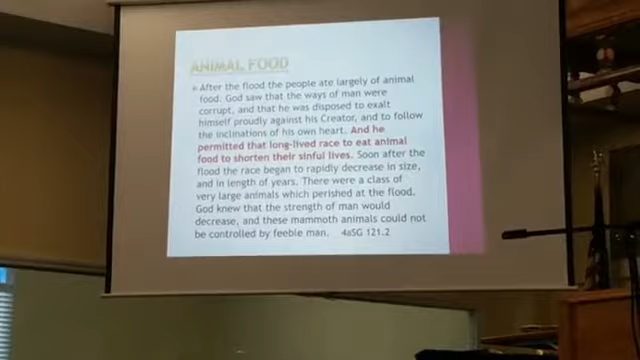 ANIMAL FOOD
After the flood the people ate largely of animal
food. God saw that the ways of man were
corrupt, and that he was disposed to exalt
himself proudly against his Creator, and to follow
the inclinations of his own heart. And he
permitted that long-lived race to eat animal
food to shorten their sinful lives. Soon after the
flood the race began to rapidly decrease in size,
and in length of years. There were a class of
very large animals which perished at the flood.
God knew that the strength of man would
decrease, and these mammoth animals could not
be controlled by feeble man. 4aSG 121.2